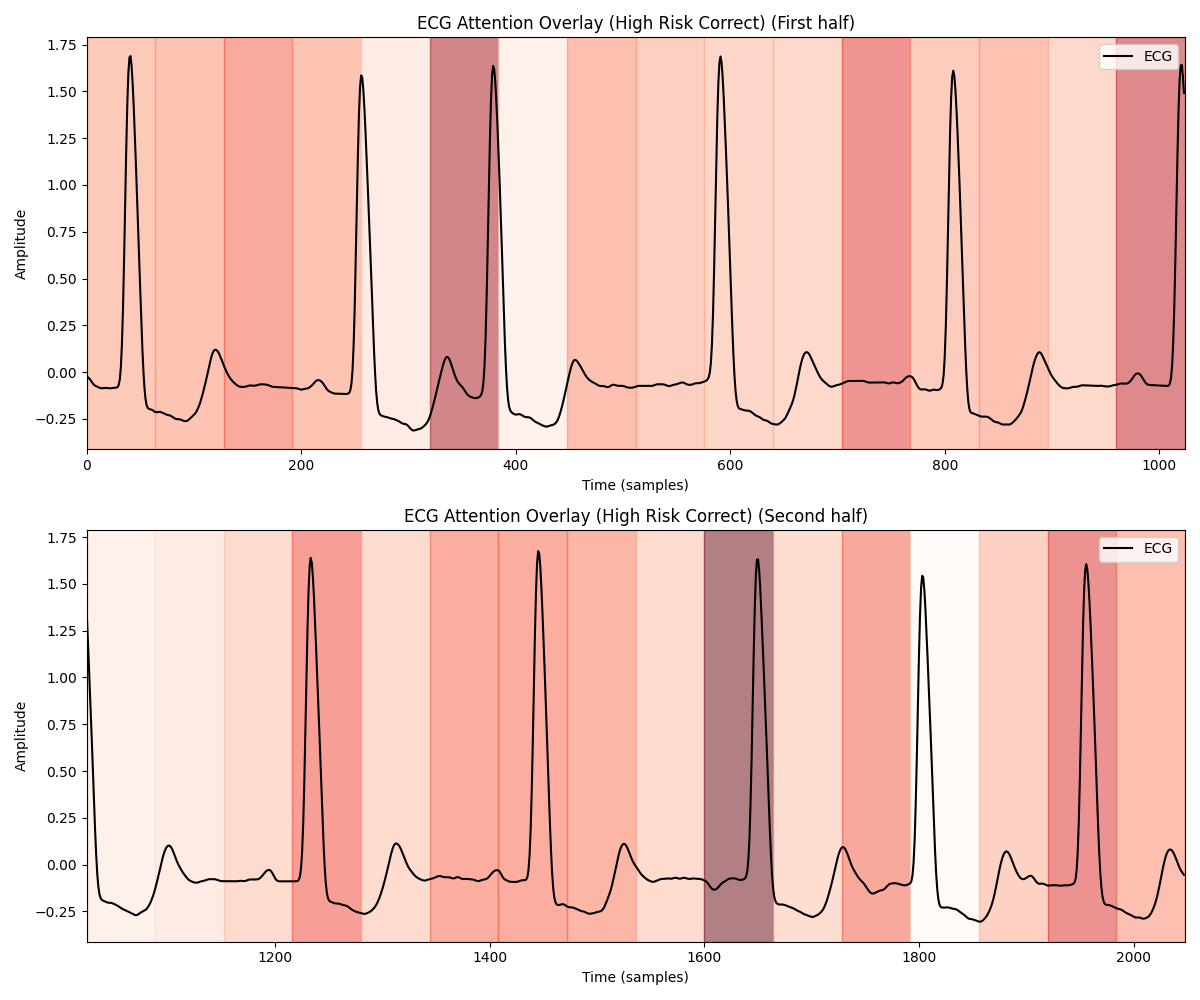 ECG Attention Overlay (High Risk Correct) (First half)
1.75
1.50
1.25
1.00
0.75
0.50
0.25
0.00
−0.25
Amplitude
ECG
0 200 400 600 800 1000
Time (samples)
ECG Attention Overlay (High Risk Correct) (Second half)
1.75
1.50
1.25
1.00
0.75
0.50
0.25
0.00
−0.25
Amplitude
ECG
1200 1400 1600 1800 2000
Time (samples)